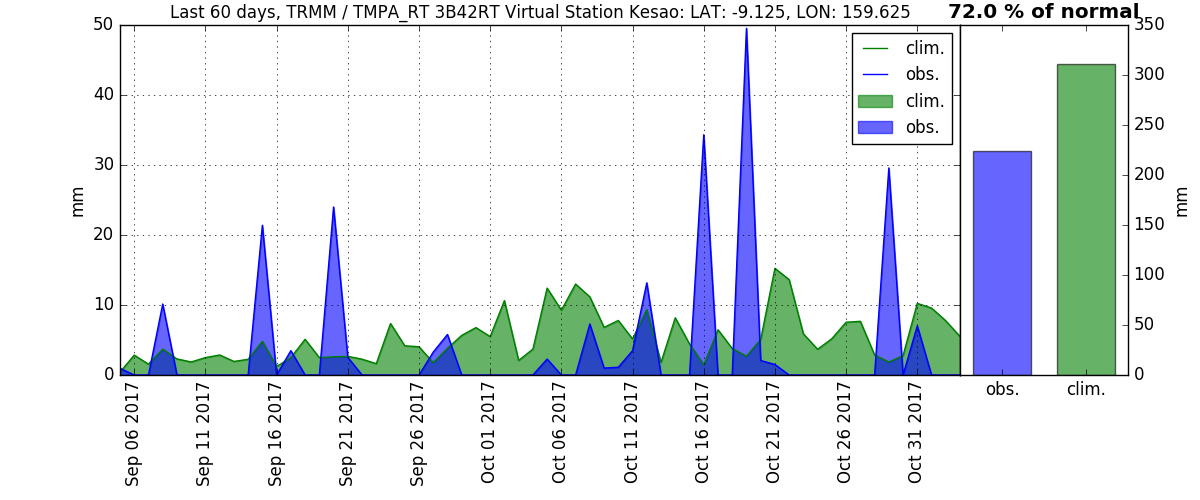 Last 60 days, TRMM / TMPA_RT 3B42RT Virtual Station Kesao: LAT: -9.125, LON: 159.625
72.0 % of normal
50
40
30
20
10
0
mm
clim.
obs.
clim.
obs.
350
300
250
200
150
100
50
0
mm
Sep 06 2017
Sep 11 2017
Sep 16 2017
Sep 21 2017
Sep 26 2017
Oct 01 2017
Oct 06 2017
Oct 11 2017
Oct 16 2017
Oct 21 2017
Oct 26 2017
Oct 31 2017
obs.
clim.